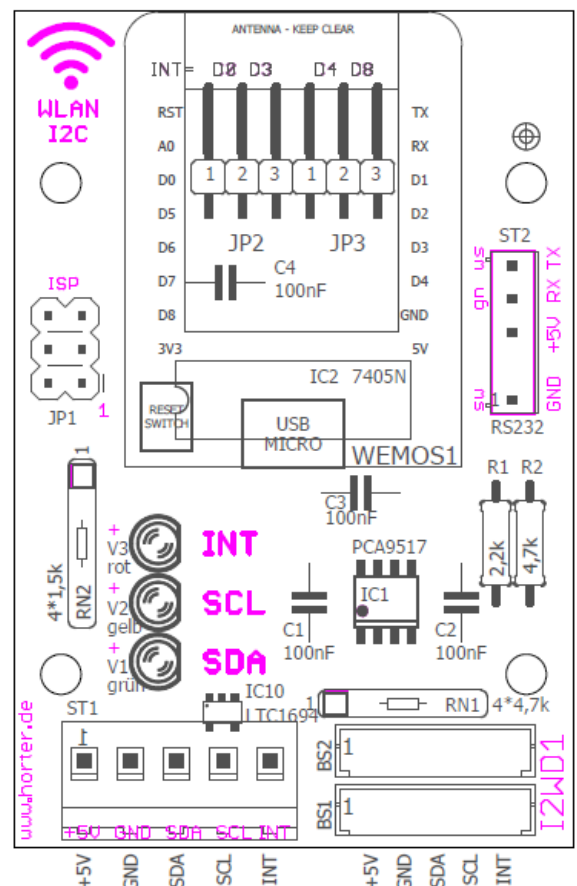 ANTENNA - KEEP CLEAR
INT= D0 D3 D4 D8
WLAN
I2C
RST TX
A0 RX
D0 1 2 3 1 2 3 D1
D5 D2
D6 JP2 JP3 D3
D7 C4 D4
100nF
D8 GND
3V3 5V
ISP
1
JP1
ST2
ws TX
gn RX
+5V
sw 1 GND
RS232
IC2 7405N
RESET
SWITCH
USB
MICRO
WEMOS1
R1 R2
2,2k 4,7k
C3
100nF
1
4*1,5k
RN2
+
V3
rot
INT
+
V2
gelb
SCL
+
V1
grün
SDA
PCA9517
IC1
C1
100nF
C2
100nF
IC10
LTC1694
1 RN1 4*4,7k
ST1
1
www.horter.de
+5V GND SDA SCL INT
BS2 1
BS1 1
I2WD1
+5V GND SDA SCL INT
+5V GND SDA SCL INT